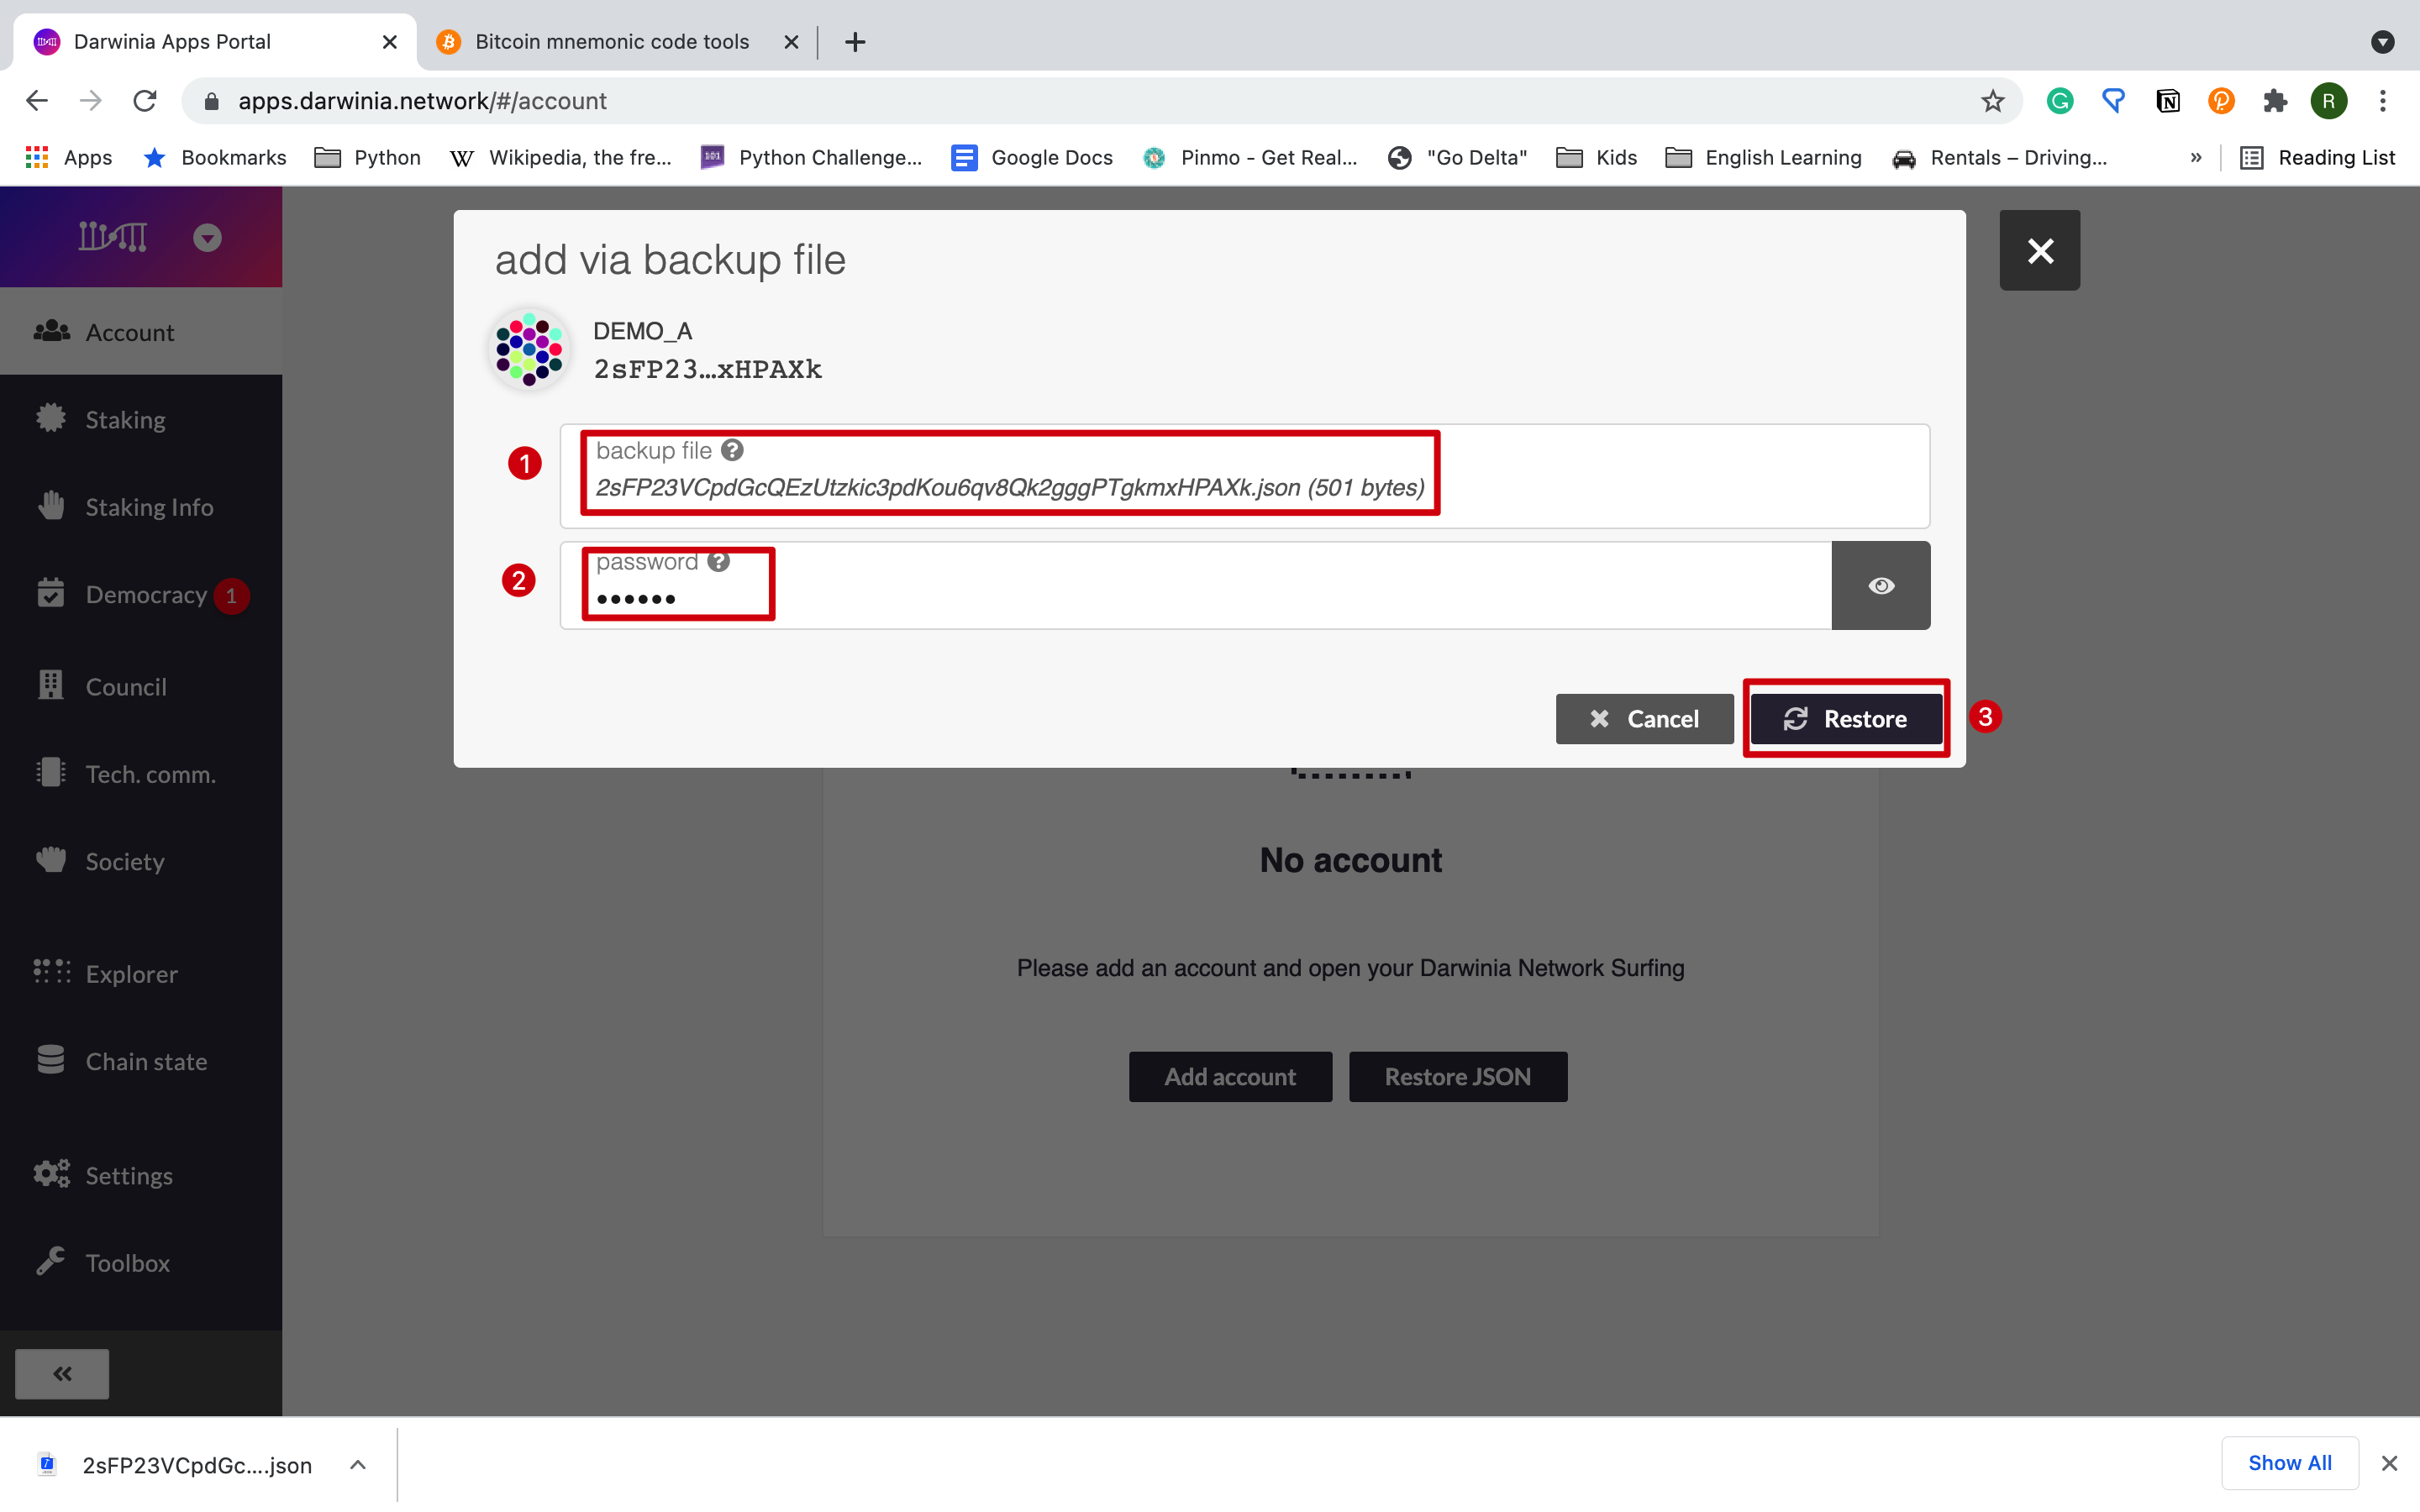 Darwinia Apps Portal
Bitcoin mnemonic code tools
apps.darwinia.network/#/account
R
Apps
Bookmarks
Python
Wikipedia, the fre...
Python Challenge...
Google Docs
Pinmo - Get Real...
"Go Delta"
Kids
English Learning
Rentals – Driving...
»
Reading List
add via backup file
DEMO_A
2sFP23…xHPAXk
1
backup file ?
2sFP23VCpdGcQEzUtzkic3pdKou6qv8Qk2gggPTgkmxHPAXk.json (501 bytes)
2
password ?
••••••
Cancel
Restore
3
Account
Staking
Staking Info
Democracy 1
Council
Tech. comm.
Society
Explorer
Chain state
Settings
Toolbox
No account
Please add an account and open your Darwinia Network Surfing
Add account
Restore JSON
2sFP23VCpdGc....json
Show All